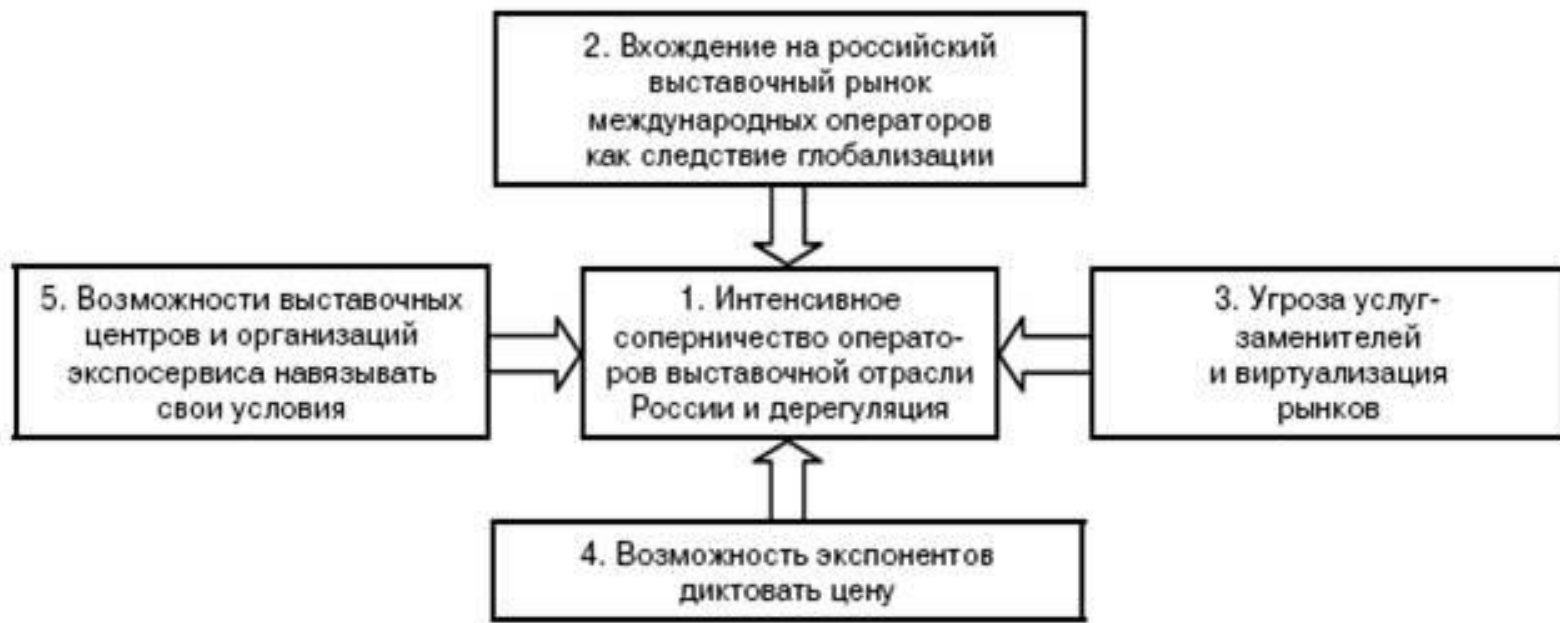 2. Вхождение на российский
выставочный рынок
международных операторов
как следствие глобализации
5. Возможности выставочных
центров и организаций
экспосервиса навязывать
свои условия
1. Интенсивное
соперничество операто-
ров выставочной отрасли
России и дерегуляция
3. Угроза услуг-
заменителей
и виртуализация
рынков
4. Возможность экспонентов
диктовать цену